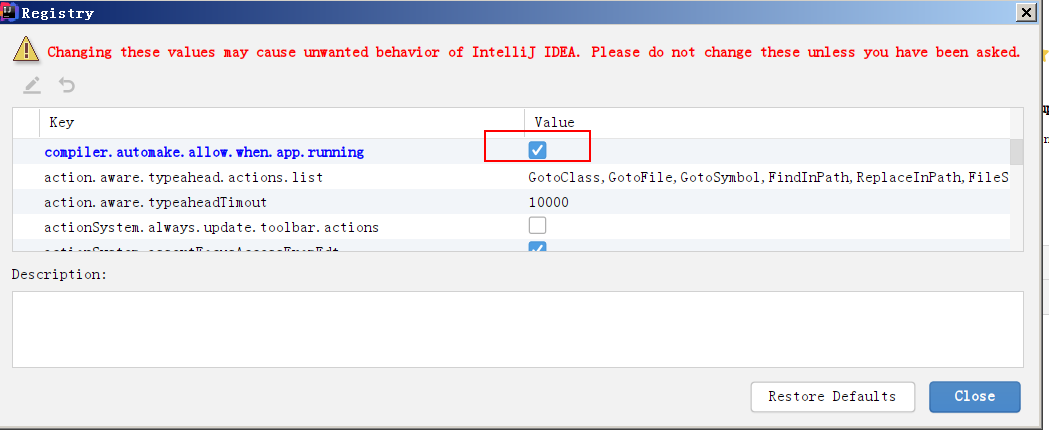 Registry
Changing these values may cause unwanted behavior of IntelliJ IDEA. Please do not change these unless you have been asked.
Key Value
compiler.automake.allow.when.app.running
action.aware.typeahead.actions.list GotoClass,GotoFile,GotoSymbol,FindInPath,ReplaceInPath,FileS
action.aware.typeaheadTimout 10000
actionSystem.always.update.toolbar.actions
Description:
Restore Defaults Close